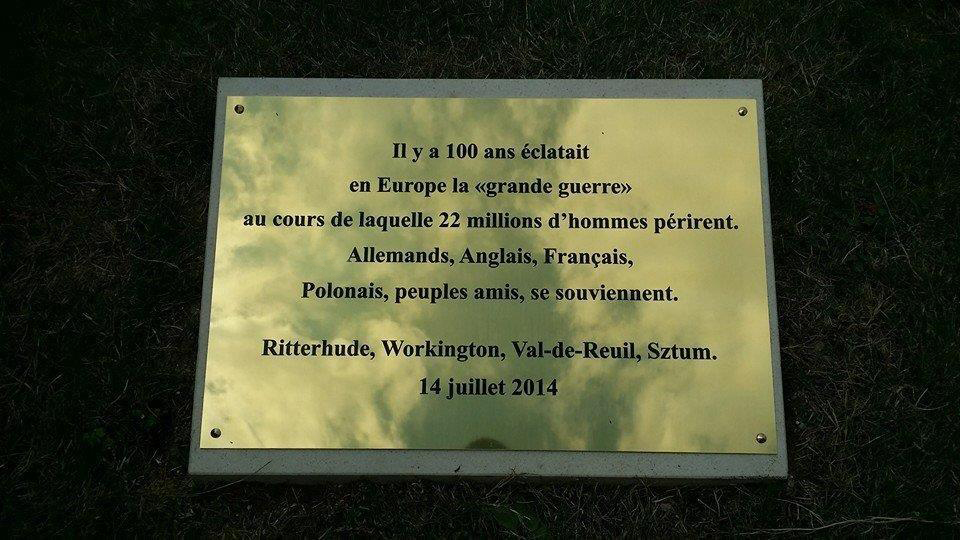 Il y a 100 ans éclatait
en Europe la «grande guerre»
au cours de laquelle 22 millions d’hommes périrent.
Allemands, Anglais, Français,
Polonais, peuples amis, se souviennent.
Ritterhude, Workington, Val-de-Reuil, Sztum.
14 juillet 2014